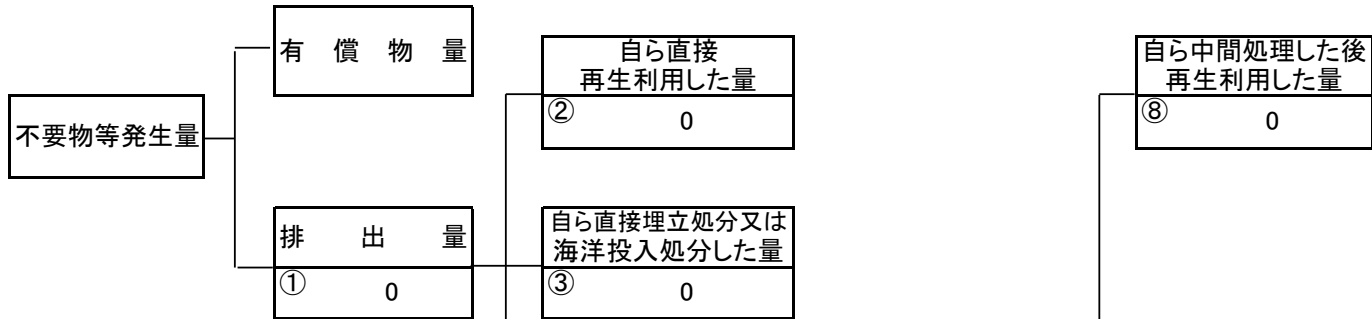 有償物量
自ら直接
再生利用した量
②
0
自ら中間処理した後
再生利用した量
⑧
0
不要物等発生量
排出量
①
0
自ら直接埋立処分又は
海洋投入処分した量
③
0